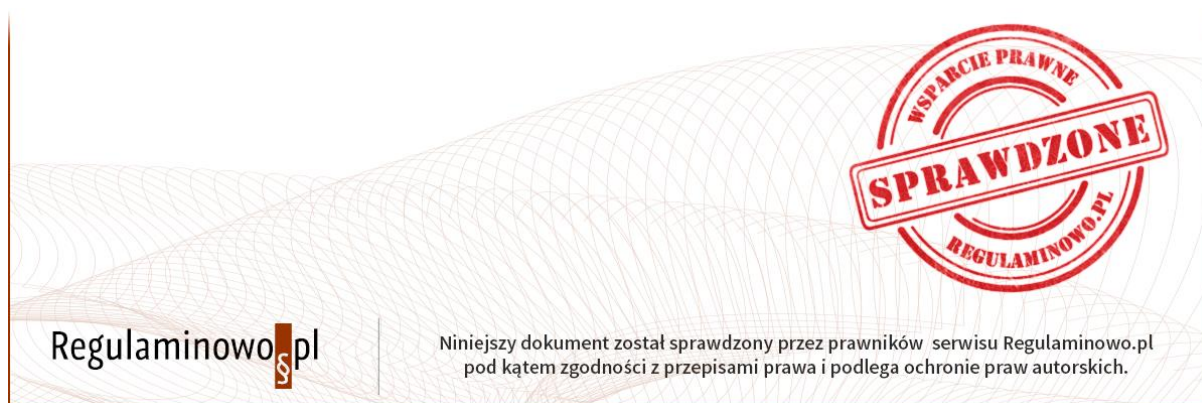 WSPARCIE PRAWNE
SPRAWDZONE
REGULAMINOWO.PL
Regulaminowo§pl
Niniejszy dokument został sprawdzony przez prawników serwisu Regulaminowo.pl
pod kątem zgodności z przepisami prawa i podlega ochronie praw autorskich.